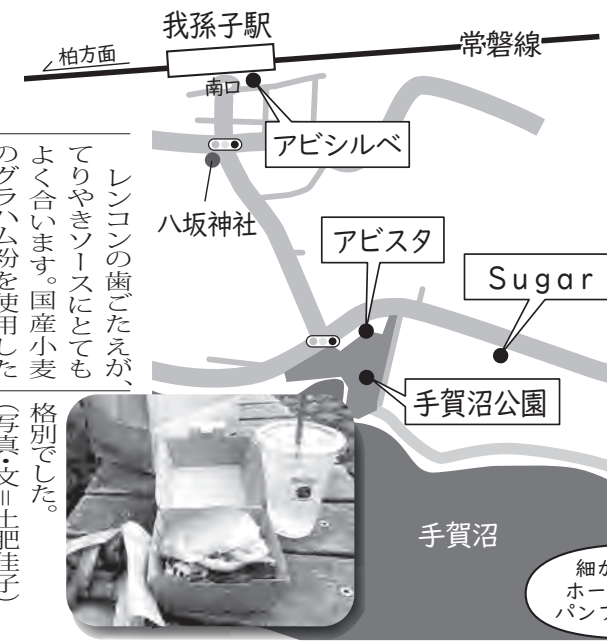 我孫子駅
常磐線
柏方面
南口
アビシルベ
八坂神社
アビスタ
Sugar
手賀沼公園
手賀沼
レンコンの歯ごたえが、
てりやきソースにとても
よく合います。国産小麦
のグラハム粉を使用した
格別でした。
(写真・文=土肥佳子)
細か
ホー
パンフ